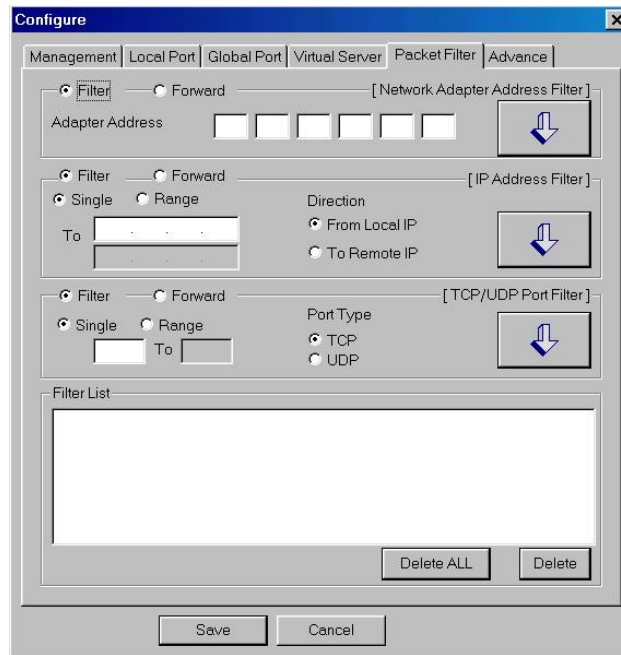 Configure
Management Local Port Global Port Virtual Server Packet Filter Advance
Filter Forward [ Network Adapter Address Filter ]
Adapter Address
Filter Forward [ IP Address Filter ]
Single Range Direction
To From Local IP
To Remote IP
Filter Forward [ TCP/UDP Port Filter ]
Single Range Port Type
To TCP
UDP
Filter List
Delete ALL Delete
Save Cancel